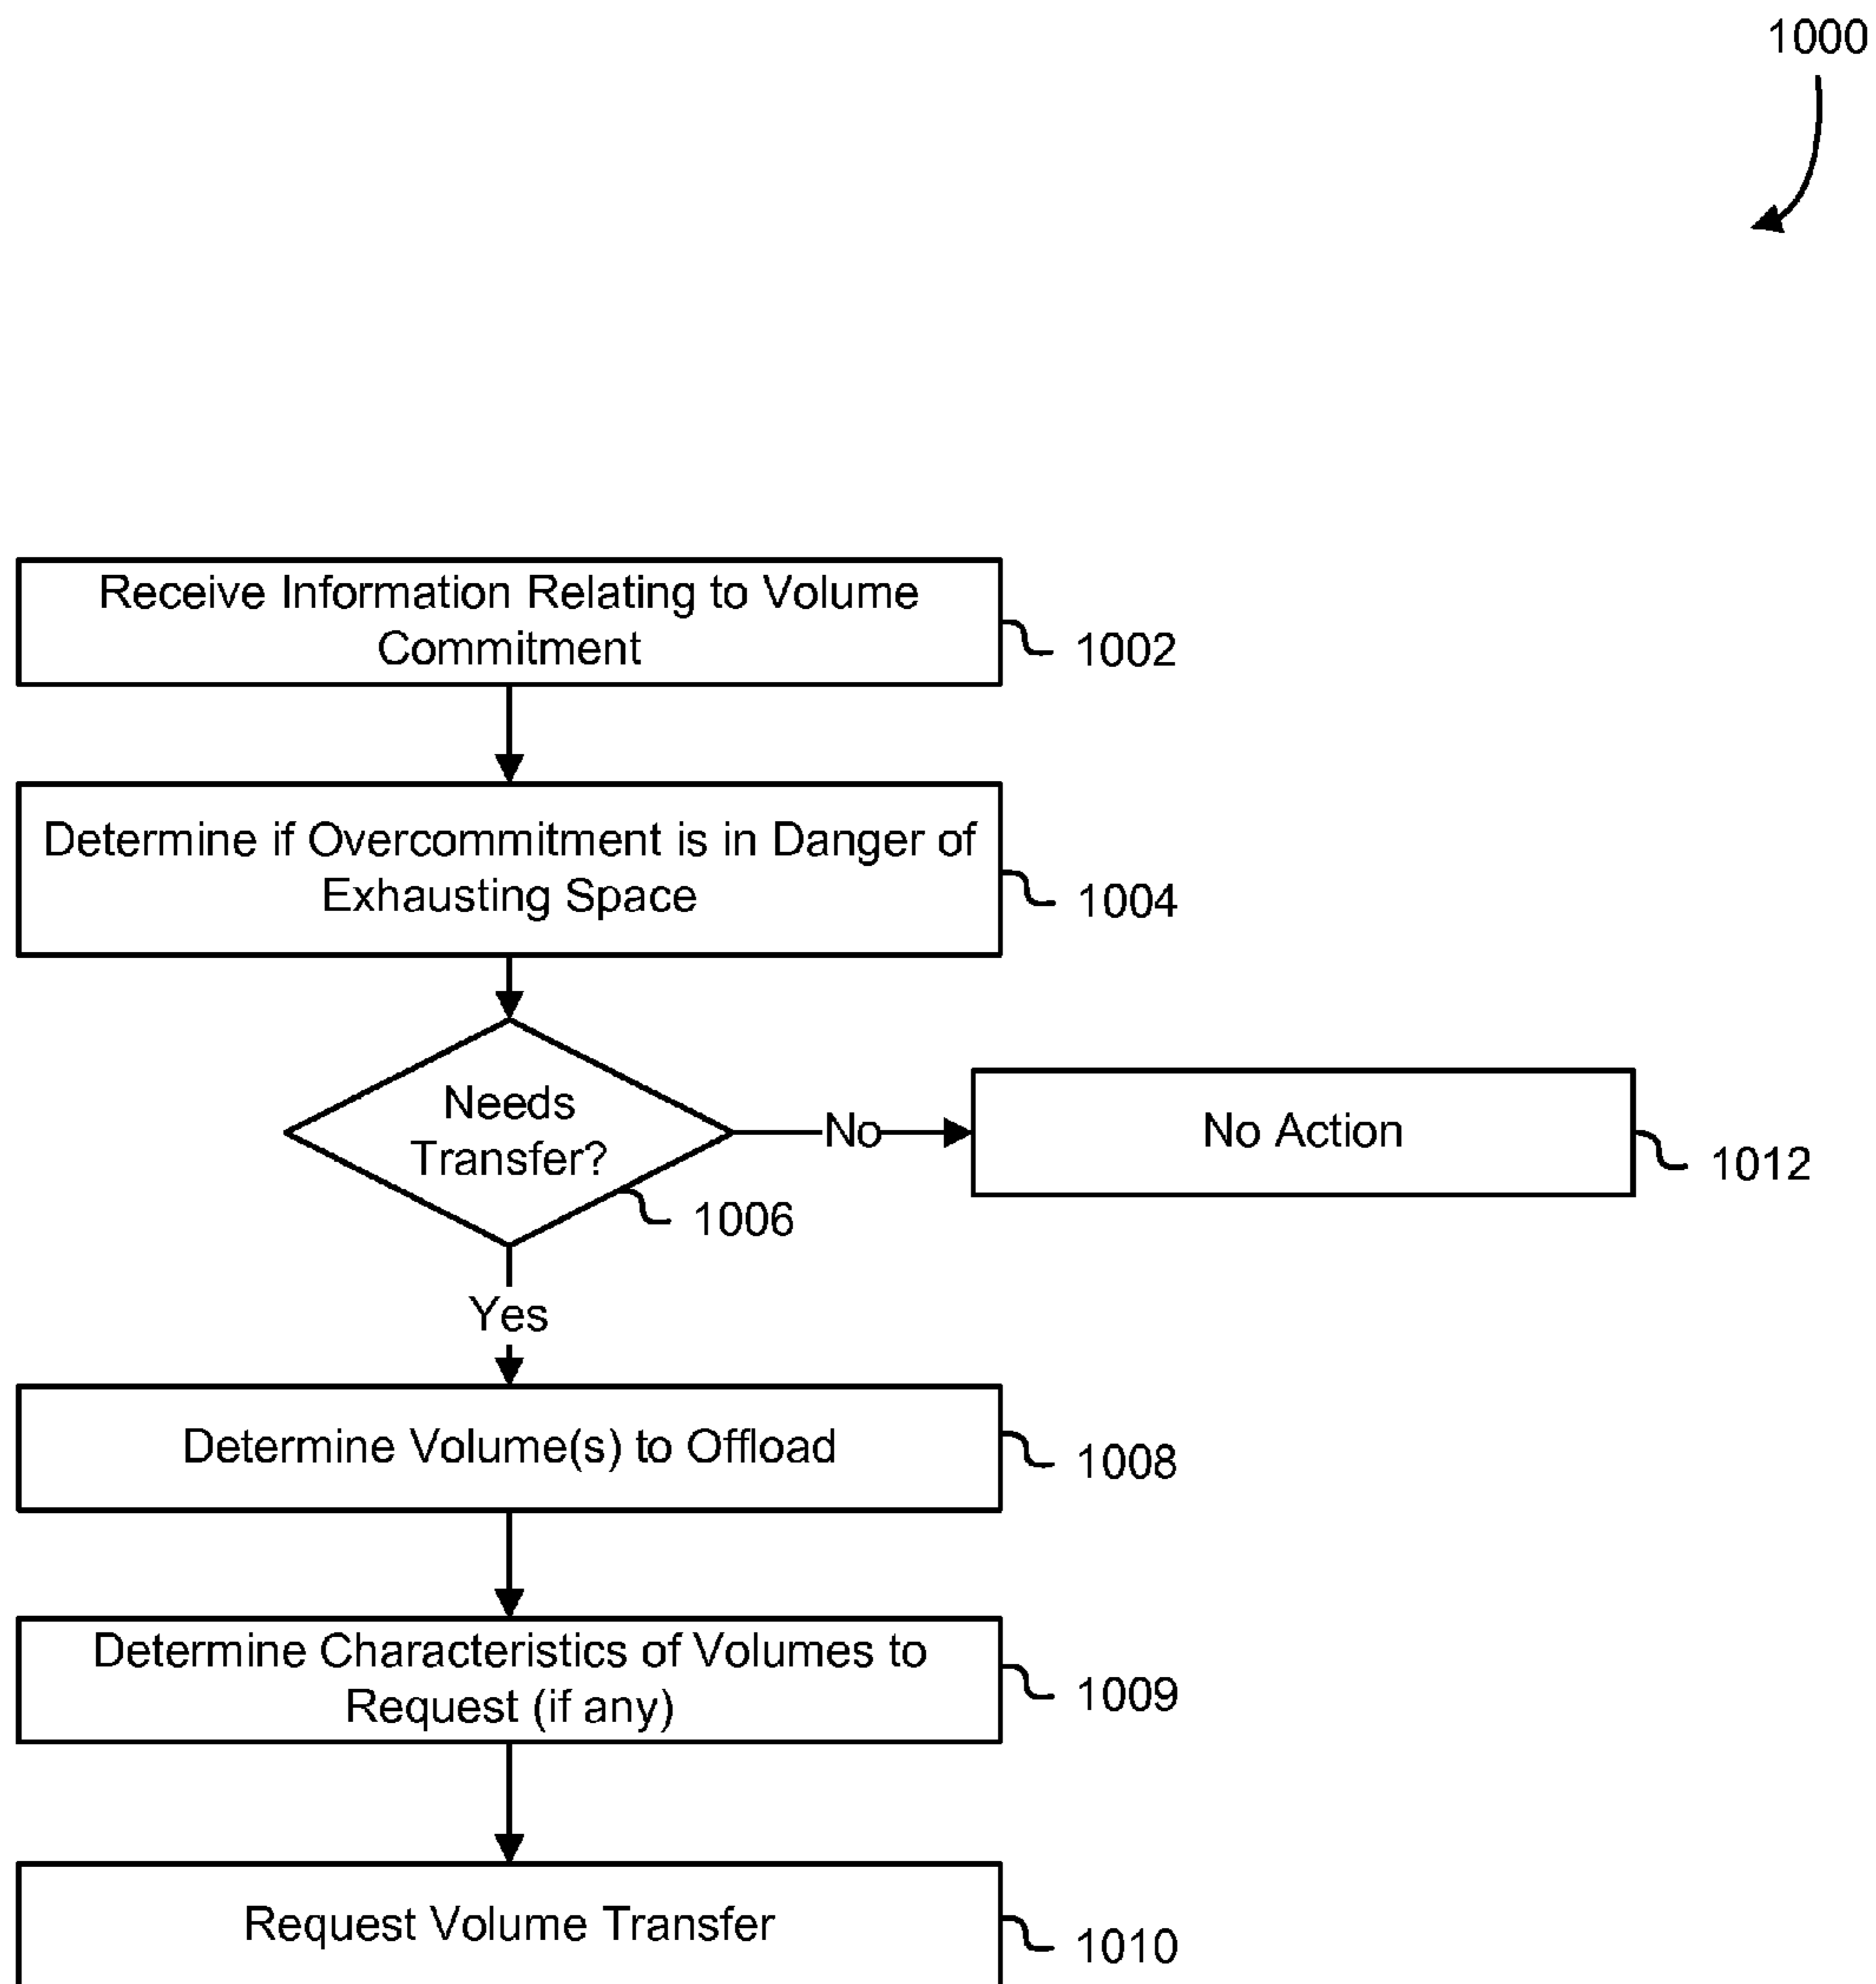 1000
Receive Information Relating to Volume
Commitment
1002
Determine if Overcommitment is in Danger of
Exhausting Space
1004
Needs
Transfer?
1006
No
No Action
1012
Yes
Determine Volume(s) to Offload
1008
Determine Characteristics of Volumes to
Request (if any)
1009
Request Volume Transfer
1010